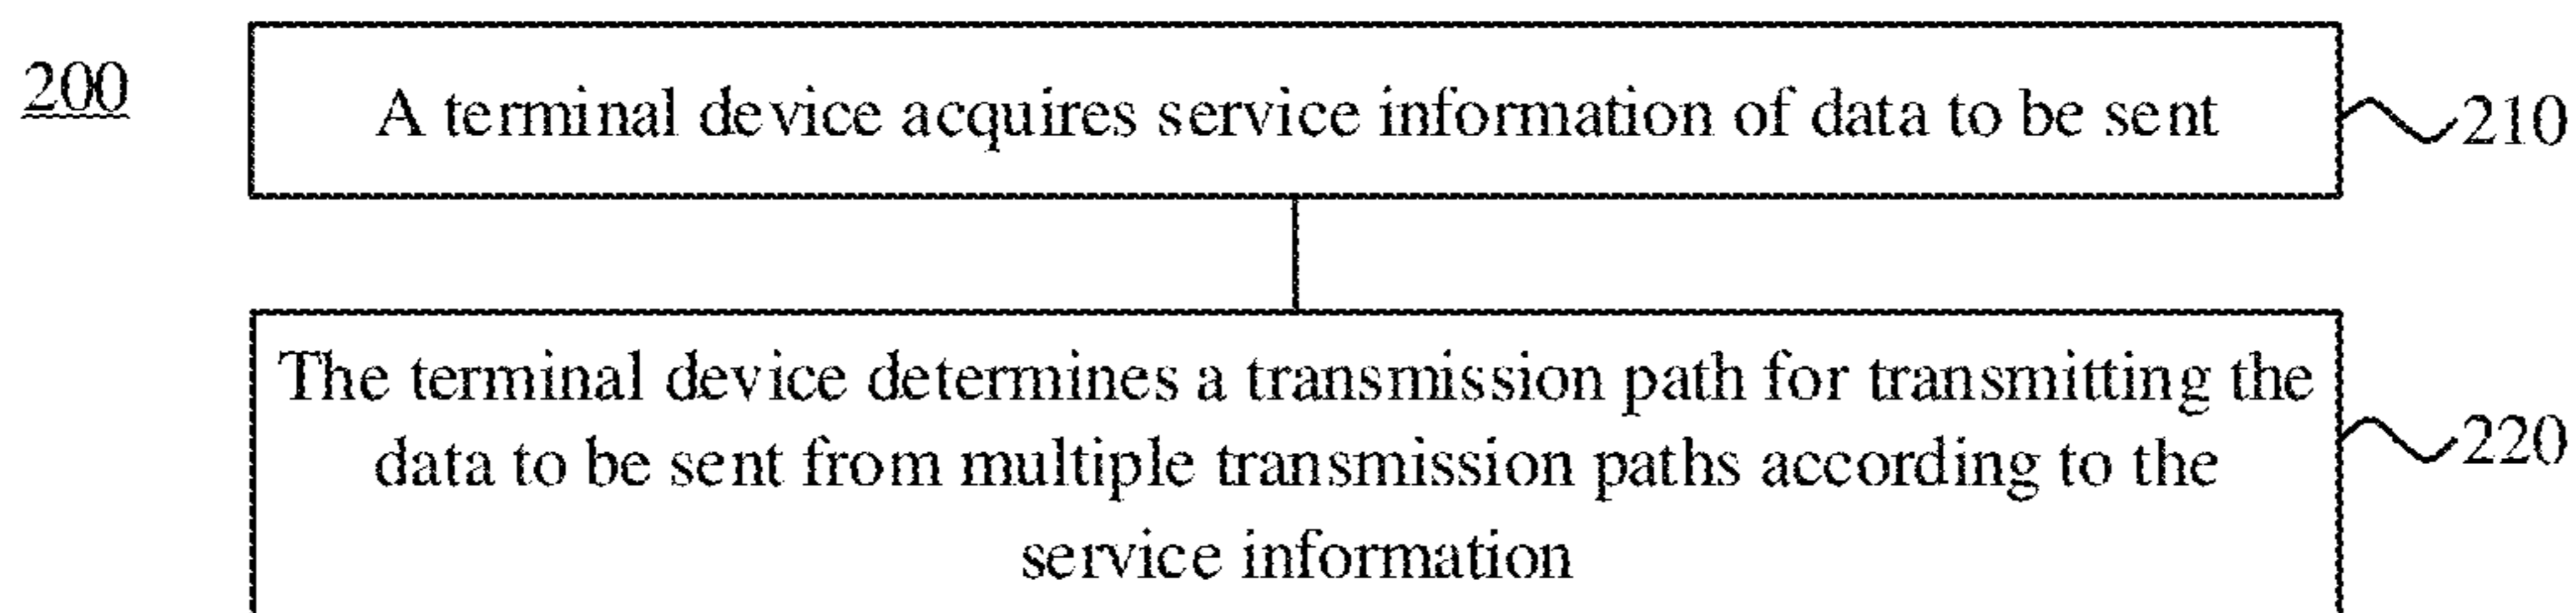 200
A terminal device acquires service information of data to be sent
210
The terminal device determines a transmission path for transmitting the
data to be sent from multiple transmission paths according to the
service information
220